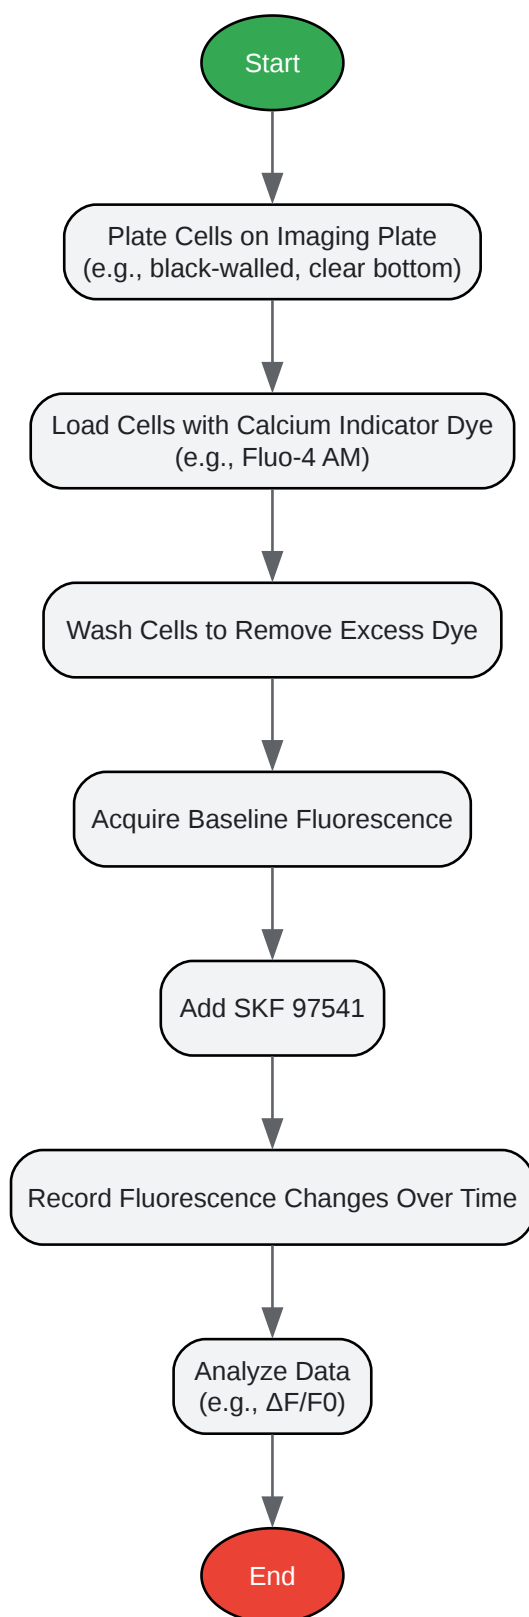 Start
Plate Cells on Imaging Plate
(e.g., black-walled, clear bottom)
Load Cells with Calcium Indicator Dye
(e.g., Fluo-4 AM)
Wash Cells to Remove Excess Dye
Acquire Baseline Fluorescence
Add SKF 97541
Record Fluorescence Changes Over Time
Analyze Data
(e.g., ΔF/F0)
End